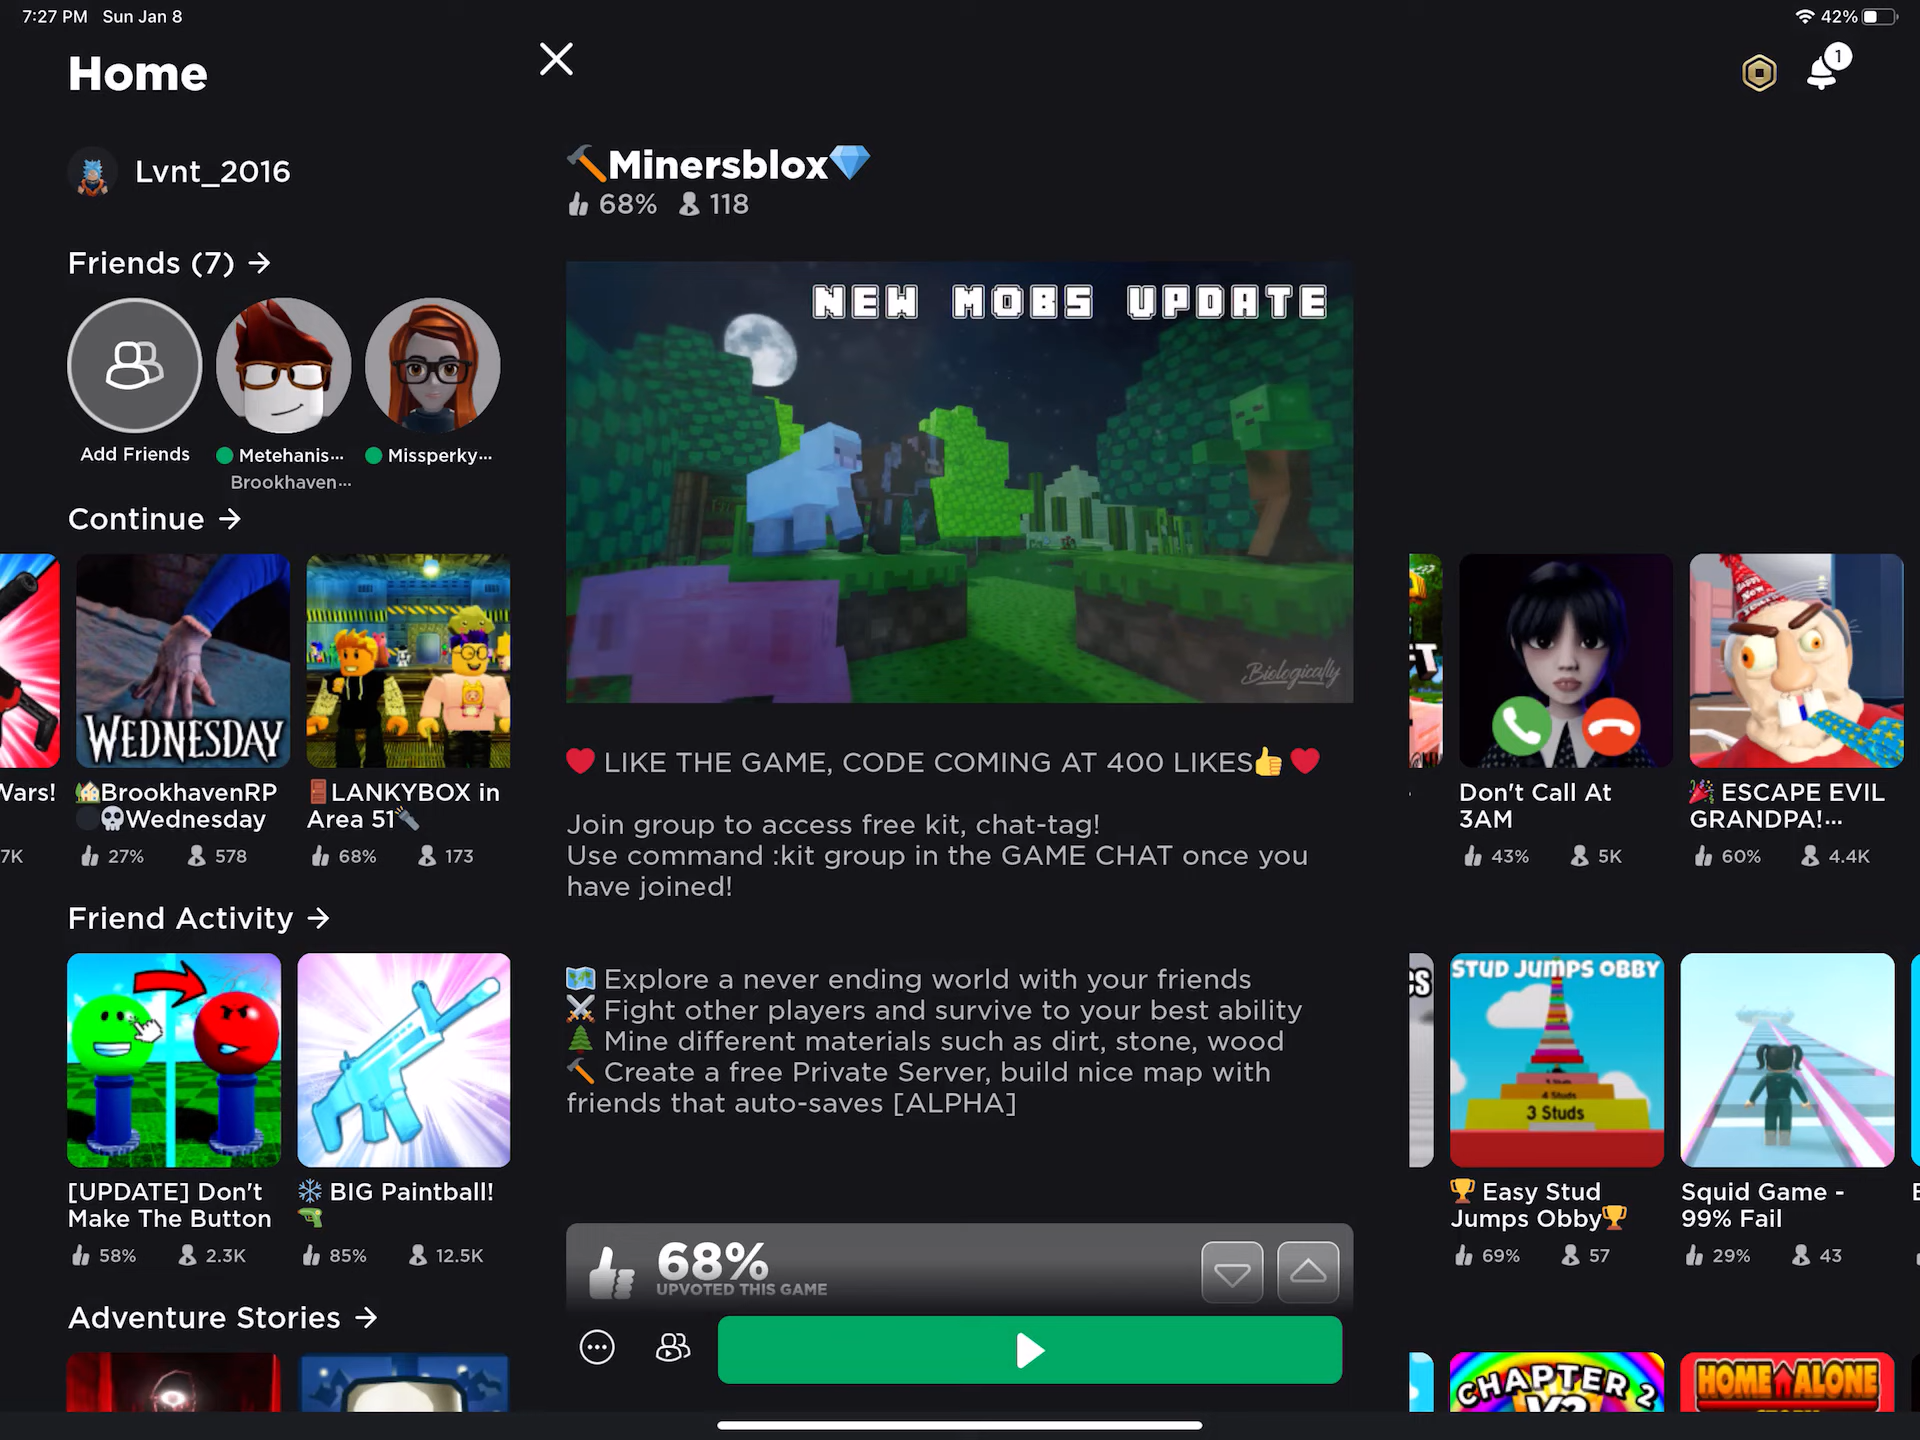 7:27 PM Sun Jan 8
42%
Home
1
Lvnt_2016
Friends (7) →
Add Friends
Metehanis...
Brookhaven...
Missperky...
Continue →
WEDNESDAY
Wars!
7K
🏠BrookhavenRP
💀Wednesday
27% 578
🚪LANKYBOX in
Area 51🔦
68% 173
Friend Activity →
[UPDATE] Don't
Make The Button
58% 2.3K
❄️ BIG Paintball!
🔫
85% 12.5K
Adventure Stories →
🔨Minersblox💎
68% 118
NEW MOBS UPDATE
Biologically
❤️ LIKE THE GAME, CODE COMING AT 400 LIKES👍 ❤️
Join group to access free kit, chat-tag!
Use command :kit group in the GAME CHAT once you
have joined!
🗺️ Explore a never ending world with your friends
⚔️ Fight other players and survive to your best ability
🌲 Mine different materials such as dirt, stone, wood
🔨 Create a free Private Server, build nice map with
friends that auto-saves [ALPHA]
68%
UPVOTED THIS GAME
Don't Call At
3AM
43% 5K
HAPPY
New
🎉 ESCAPE EVIL
GRANDPA!...
60% 4.4K
STUD JUMPS OBBY
4 Studs
3 Studs
🏆 Easy Stud
Jumps Obby🏆
69% 57
Squid Game -
99% Fail
29% 43
CHAPTER 2
HOME ALONE